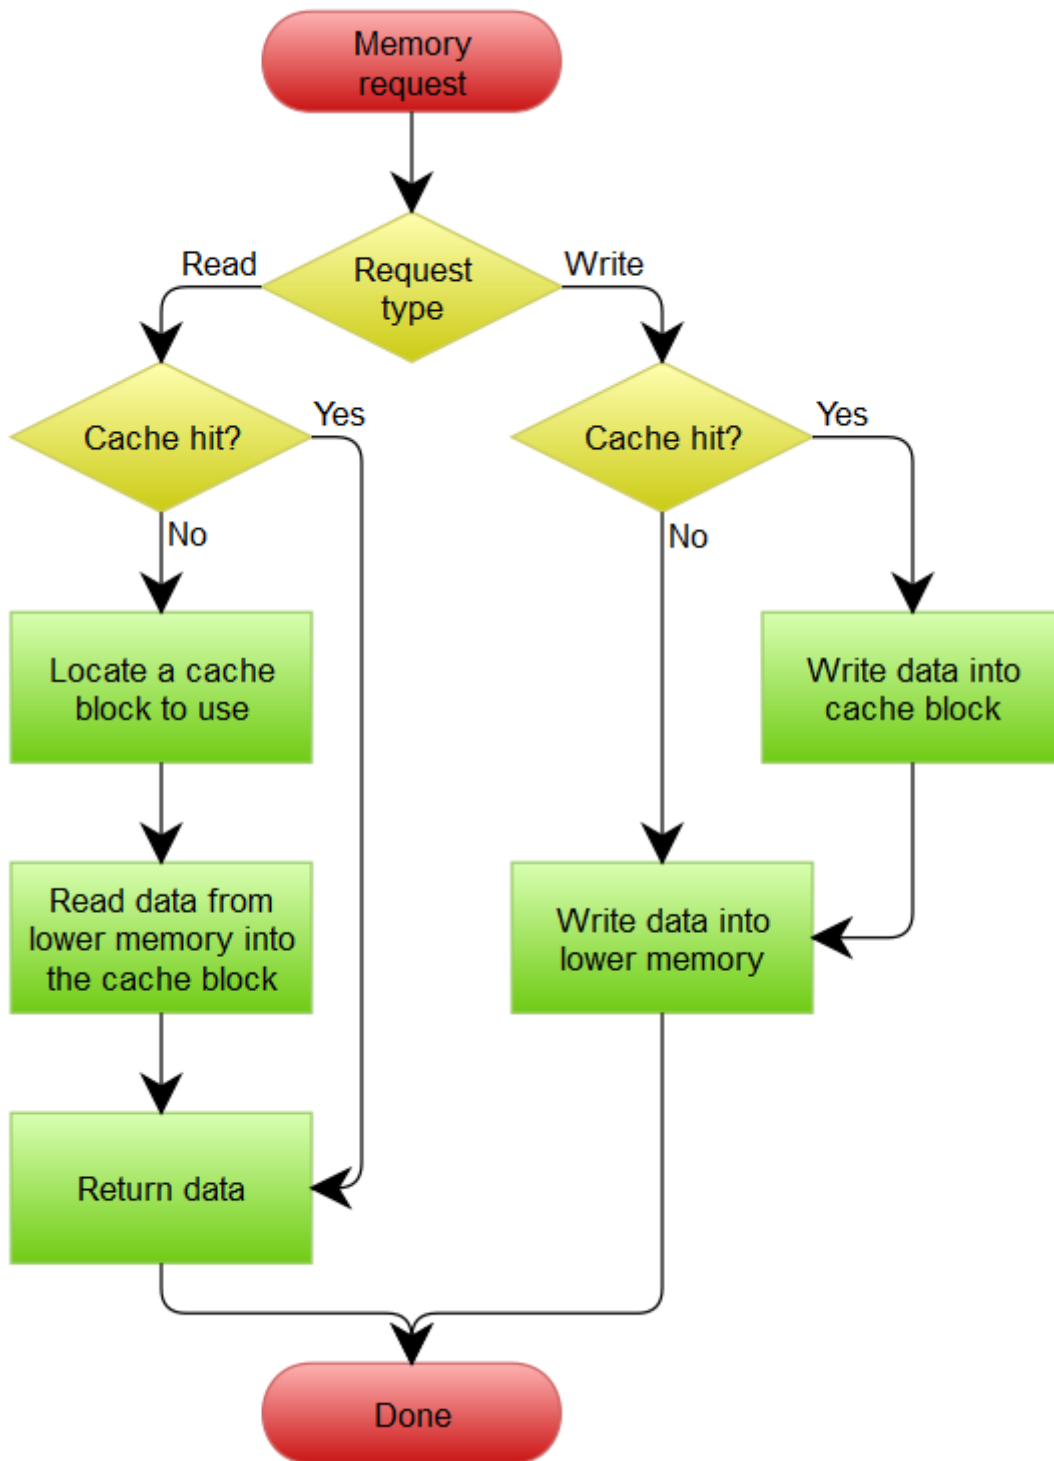 Memory
request
Read
Request
type
Write
Cache hit?
Yes
Cache hit?
Yes
No
No
Locate a cache
block to use
Write data into
cache block
Read data from
lower memory into
the cache block
Write data into
lower memory
Return data
Done